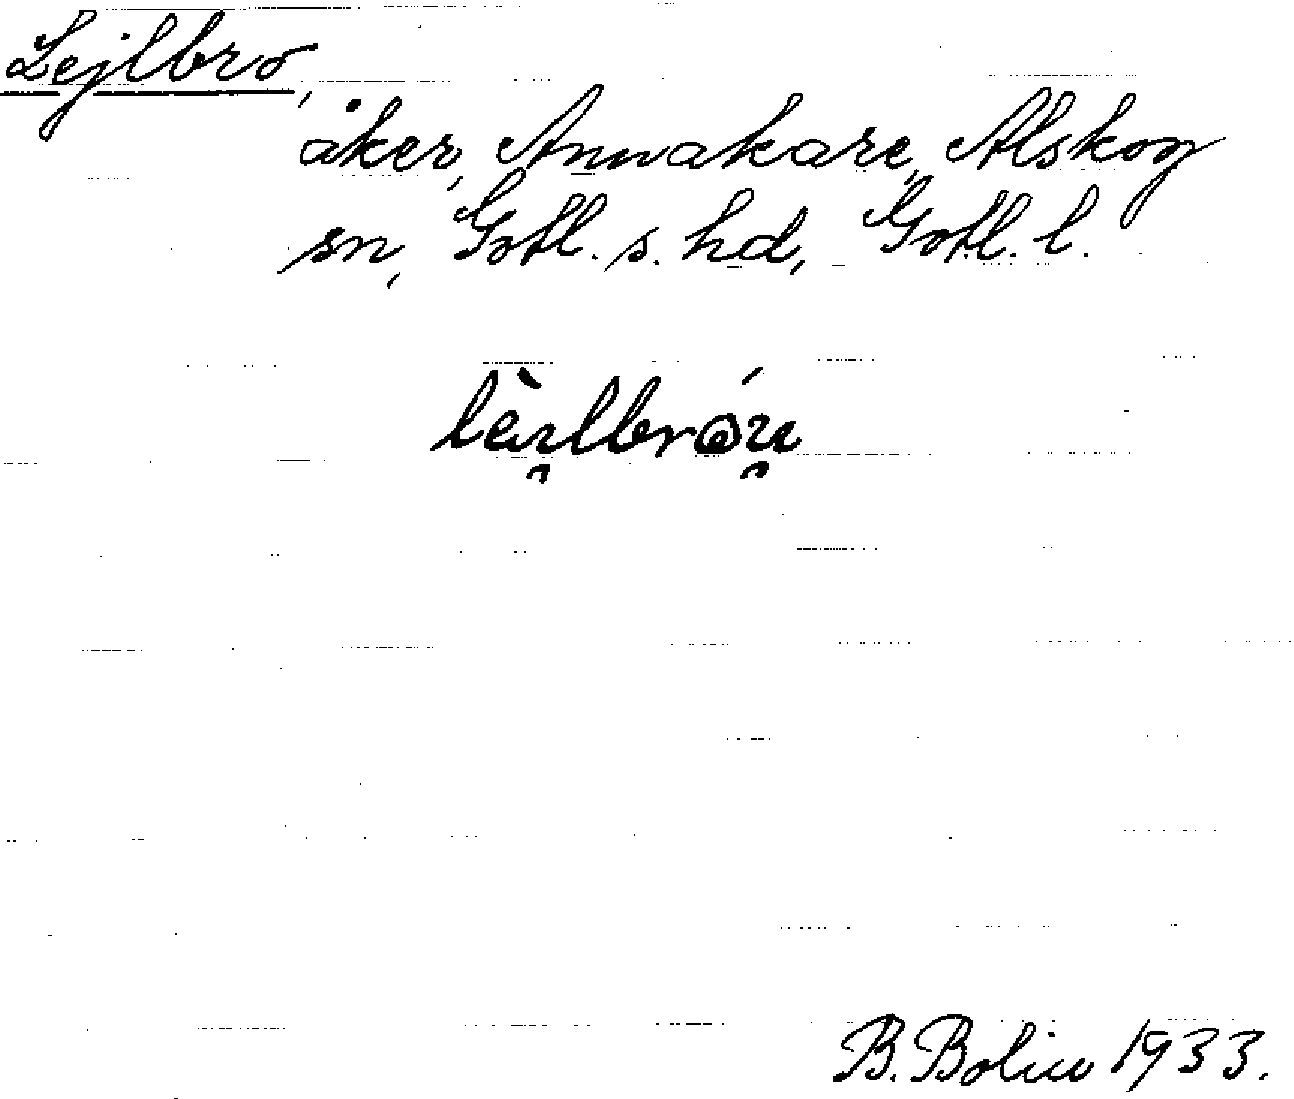 Lejlbro,
åker, Annakare, Alskog
sn, Gotl. s. hd, Gotl. l.
B. Bolin 1933.